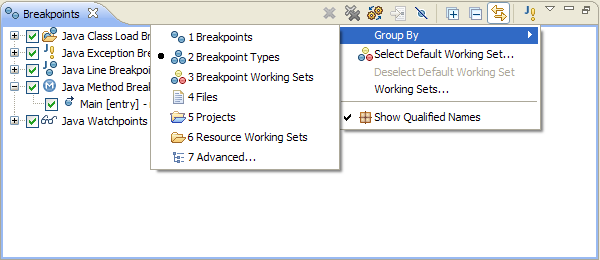 Breakpoints
Java Class Load Br
Java Exception Bre
Java Line Breakpoi
Java Method Break
Main [entry] -
Java Watchpoints
1 Breakpoints
2 Breakpoint Types
3 Breakpoint Working Sets
4 Files
5 Projects
6 Resource Working Sets
7 Advanced...
Group By
Select Default Working Set...
Deselect Default Working Set
Working Sets...
Show Qualified Names